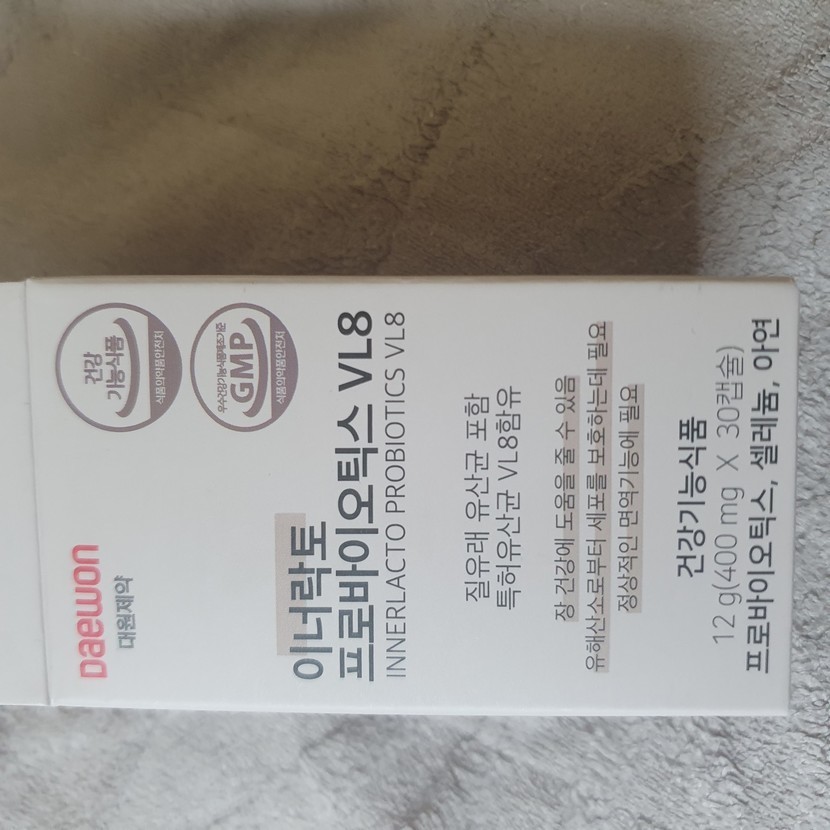 Daewon
대원제약
건강
기능식품
식품의약품안전처
우수건강기능식품제조기준
GMP
식품의약품안전처
이너락토
프로바이오틱스 VL8
INNERLACTO PROBIOTICS VL8
질유래 유산균 포함
특허유산균 VL8함유
장 건강에 도움을 줄 수 있음
유해산소로부터 세포를 보호하는데 필요
정상적인 면역기능에 필요
건강기능식품
12 g(400 mg X 30캡슐)
프로바이오틱스, 셀레늄, 아연